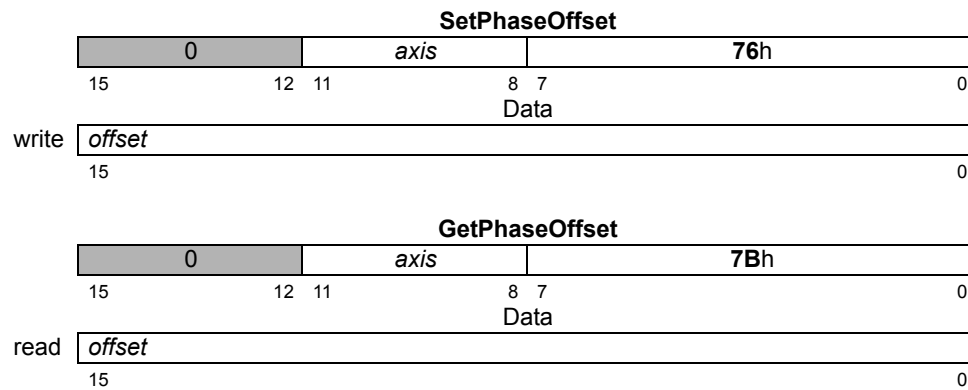 SetPhaseOffset
0 axis 76h
15 12 11 8 7 0
Data
write offset
15 0
GetPhaseOffset
0 axis 7Bh
15 12 11 8 7 0
Data
read offset
15 0